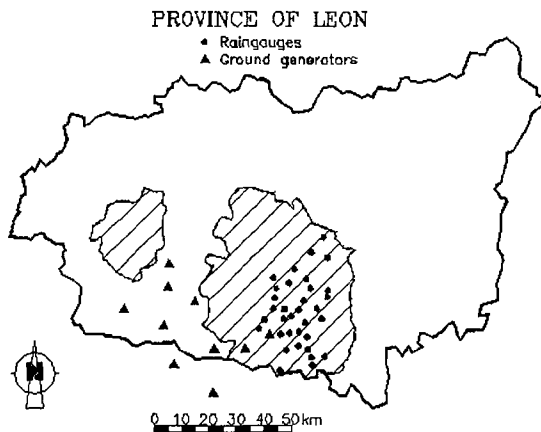 PROVINCE OF LEON
Raingauges
Ground generators
N
0 10 20 30 40 50km